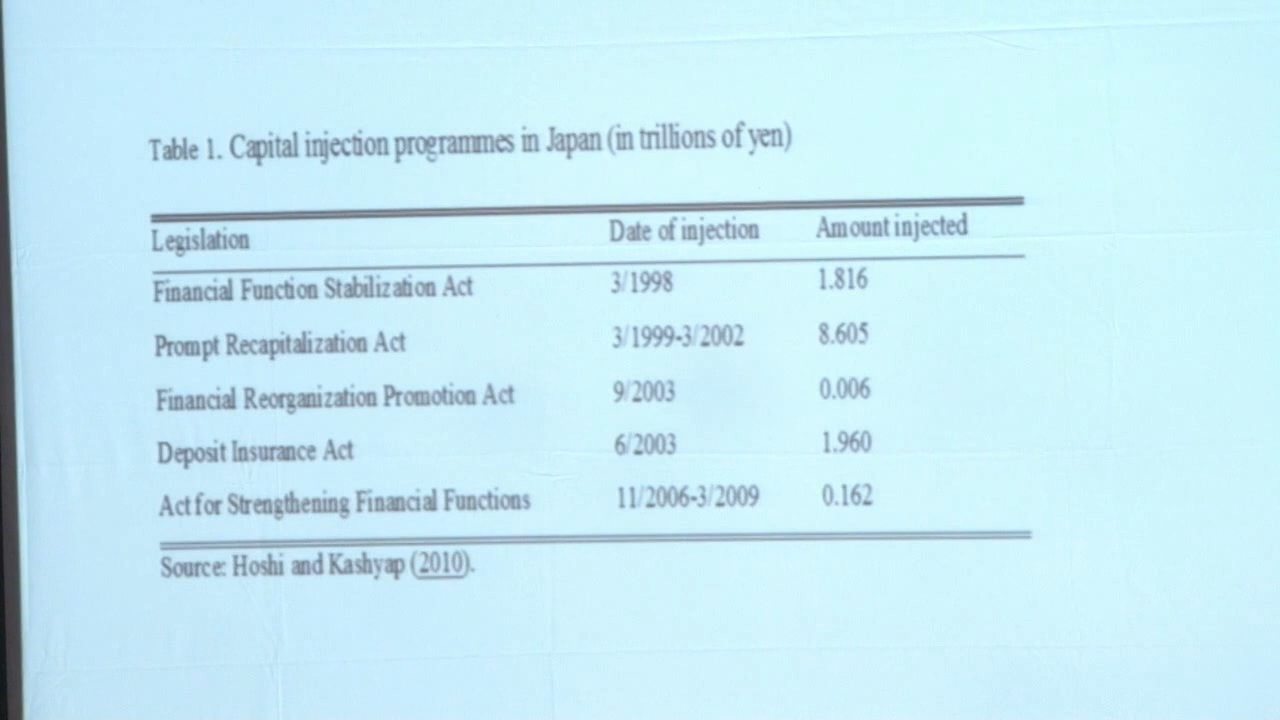 Table 1. Capital injection programmes in Japan (in trillions of yen)
Legislation Date of injection Amount injected
Financial Function Stabilization Act 3/1998 1.816
Prompt Recapitalization Act 3/1999-3/2002 8.605
Financial Reorganization Promotion Act 9/2003 0.006
Deposit Insurance Act 6/2003 1.960
Act for Strengthening Financial Functions 11/2006-3/2009 0.162
Source: Hoshi and Kashyap (2010).